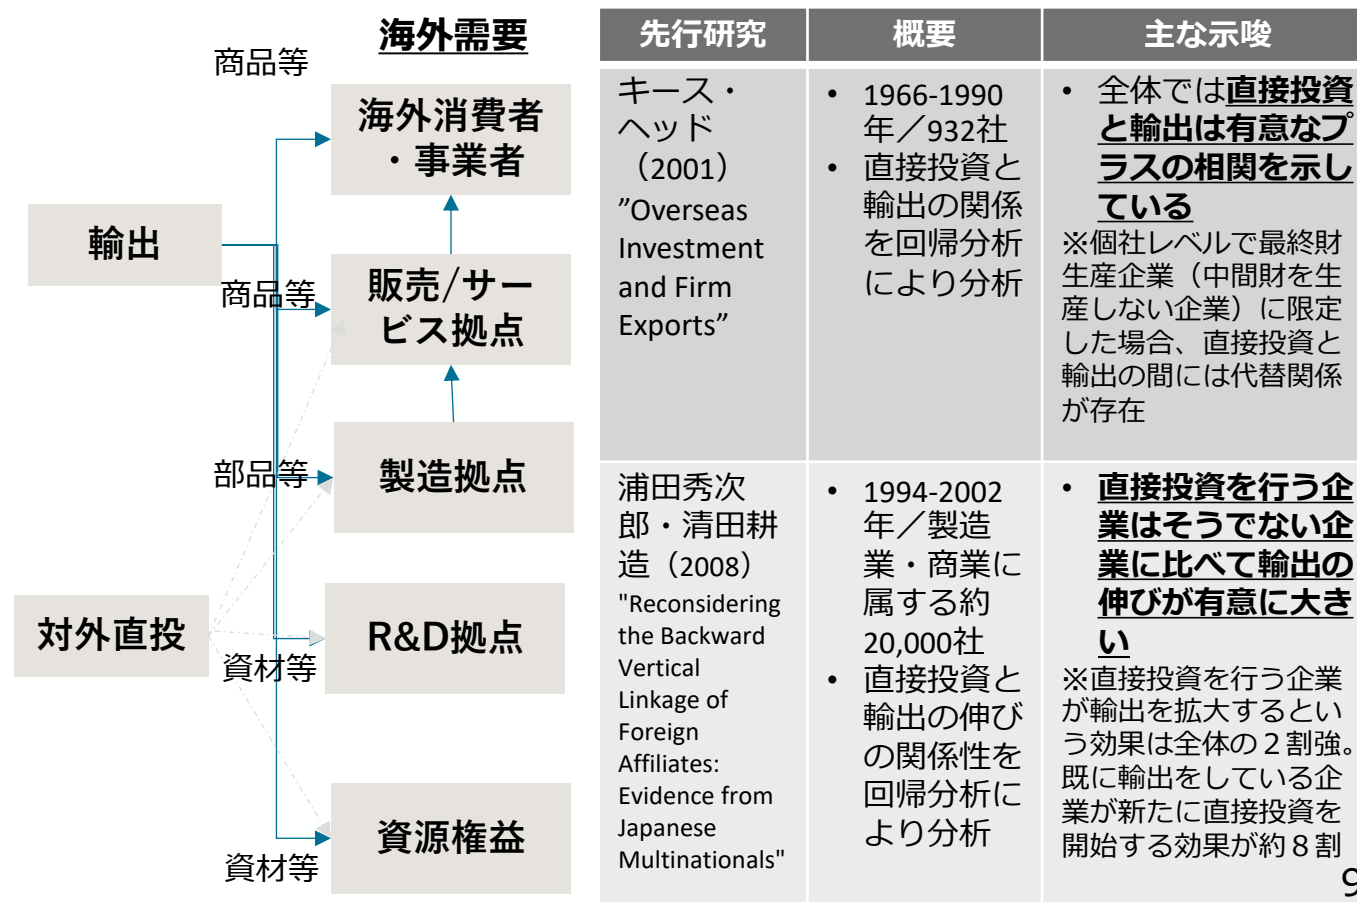 海外需要
商品等
海外消費者
・事業者
輸出
商品等
販売/サー
ビス拠点
部品等
製造拠点
対外直投
R&D拠点
資材等
資源権益
資材等
先行研究
概要
主な示唆
キース・
ヘッド
（2001）
”Overseas
Investment
and Firm
Exports”
• 1966-1990
年／932社
• 直接投資と
輸出の関係
を回帰分析
により分析
• 全体では直接投資
と輸出は有意なプ
ラスの相関を示し
ている
※個社レベルで最終財
生産企業（中間財を生
産しない企業）に限定
した場合、直接投資と
輸出の間には代替関係
が存在
浦田秀次
郎・清田耕
造（2008）
"Reconsidering
the Backward
Vertical
Linkage of
Foreign
Affiliates:
Evidence from
Japanese
Multinationals"
• 1994-2002
年／製造
業・商業に
属する約
20,000社
• 直接投資と
輸出の伸び
の関係性を
回帰分析に
より分析
• 直接投資を行う企
業はそうでない企
業に比べて輸出の
伸びが有意に大き
い
※直接投資を行う企業
が輸出を拡大するとい
う効果は全体の２割強。
既に輸出をしている企
業が新たに直接投資を
開始する効果が約８割
9